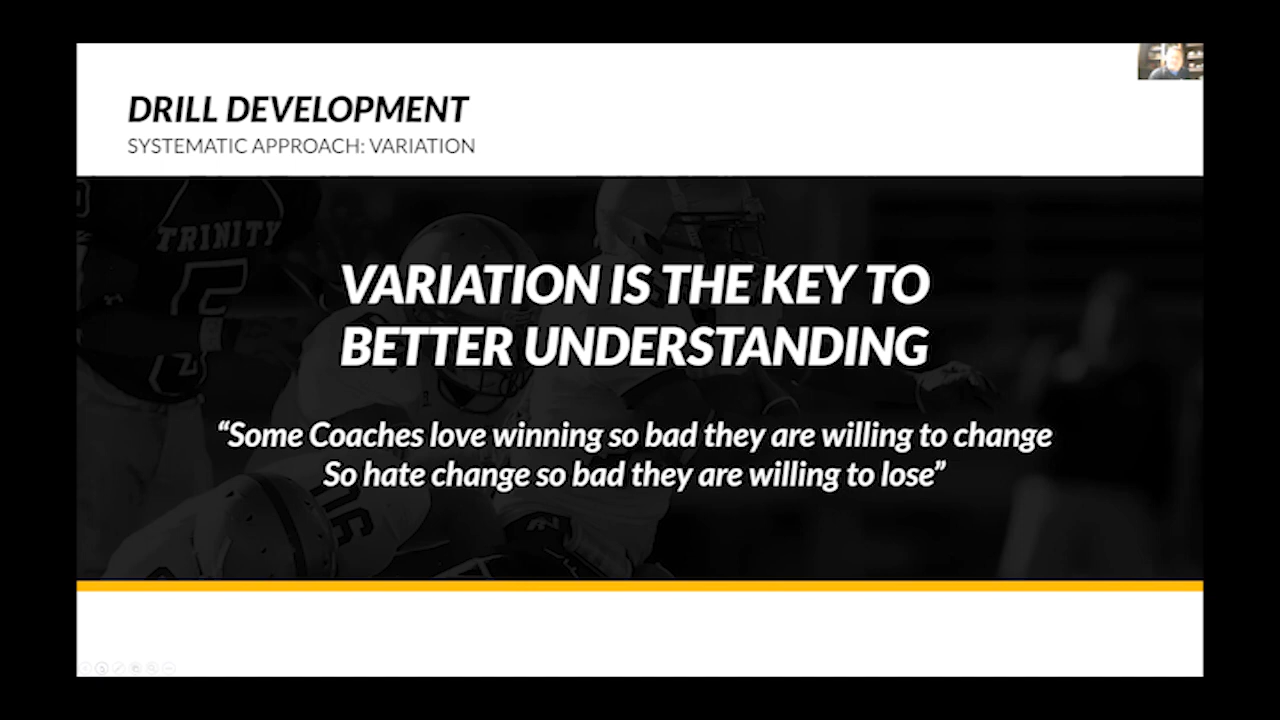 DRILL DEVELOPMENT
SYSTEMATIC APPROACH: VARIATION
TRINITY
VARIATION IS THE KEY TO
BETTER UNDERSTANDING
“Some Coaches love winning so bad they are willing to change
So hate change so bad they are willing to lose”